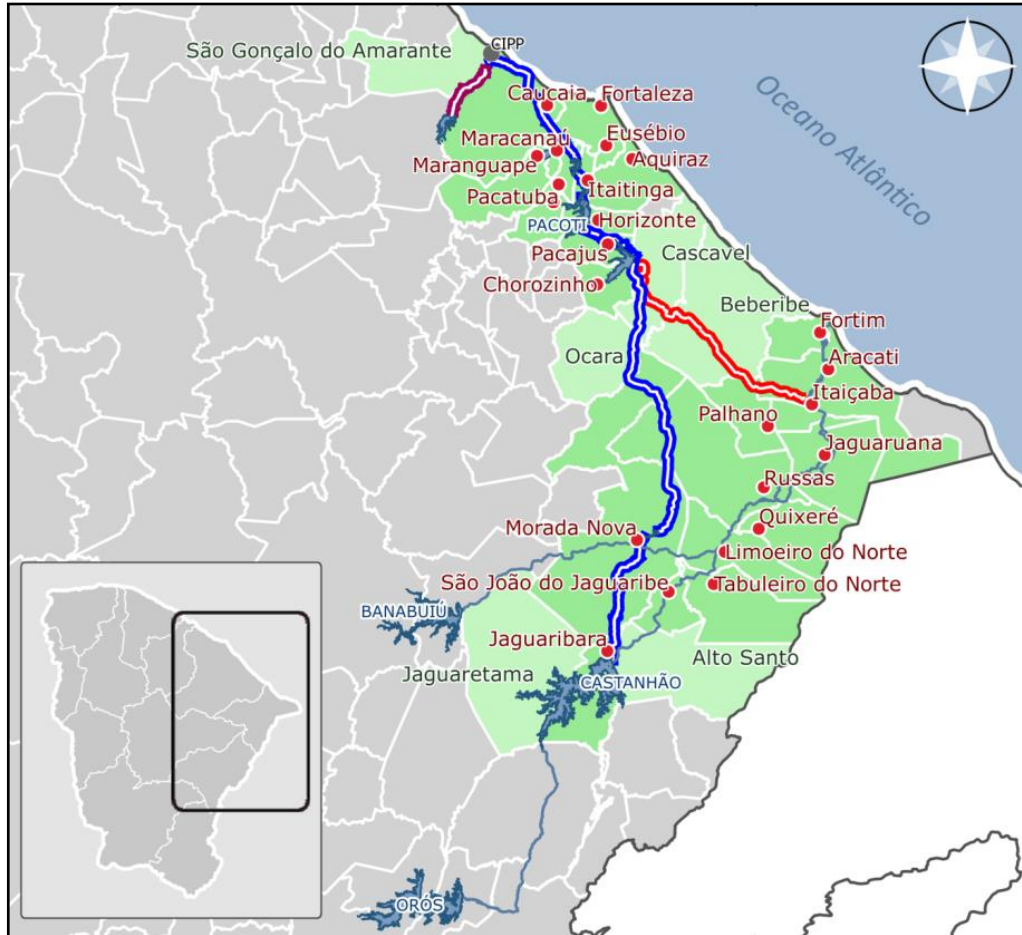 CIPP
São Gonçalo do Amarante
Caucaia
Fortaleza
Oceano Atlântico
Maracanaú
Eusébio
Maranguape
Aquiraz
Itaitinga
Pacatuba
Horizonte
PACOTI
Pacajus
Cascavel
Chorozinho
Beberibe
Fortim
Ocara
Aracati
Itaiçaba
Palhano
Jaguaruana
Russas
Quixeré
Morada Nova
Limoeiro do Norte
São João do Jaguaribe
Tabuleiro do Norte
BANABUIÚ
Jaguaribara
Alto Santo
Jaguaretama
CASTANHÃO
ORÓS